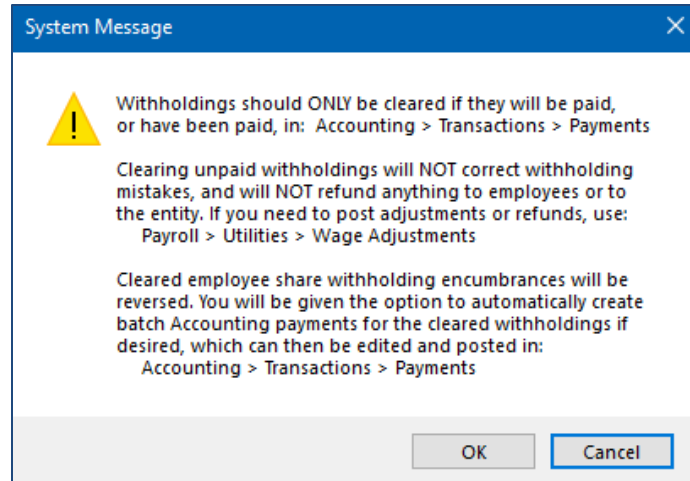 System Message
Withholdings should ONLY be cleared if they will be paid,
or have been paid, in: Accounting > Transactions > Payments
Clearing unpaid withholdings will NOT correct withholding
mistakes, and will NOT refund anything to employees or to
the entity. If you need to post adjustments or refunds, use:
Payroll > Utilities > Wage Adjustments
Cleared employee share withholding encumbrances will be
reversed. You will be given the option to automatically create
batch Accounting payments for the cleared withholdings if
desired, which can then be edited and posted in:
Accounting > Transactions > Payments
OK Cancel